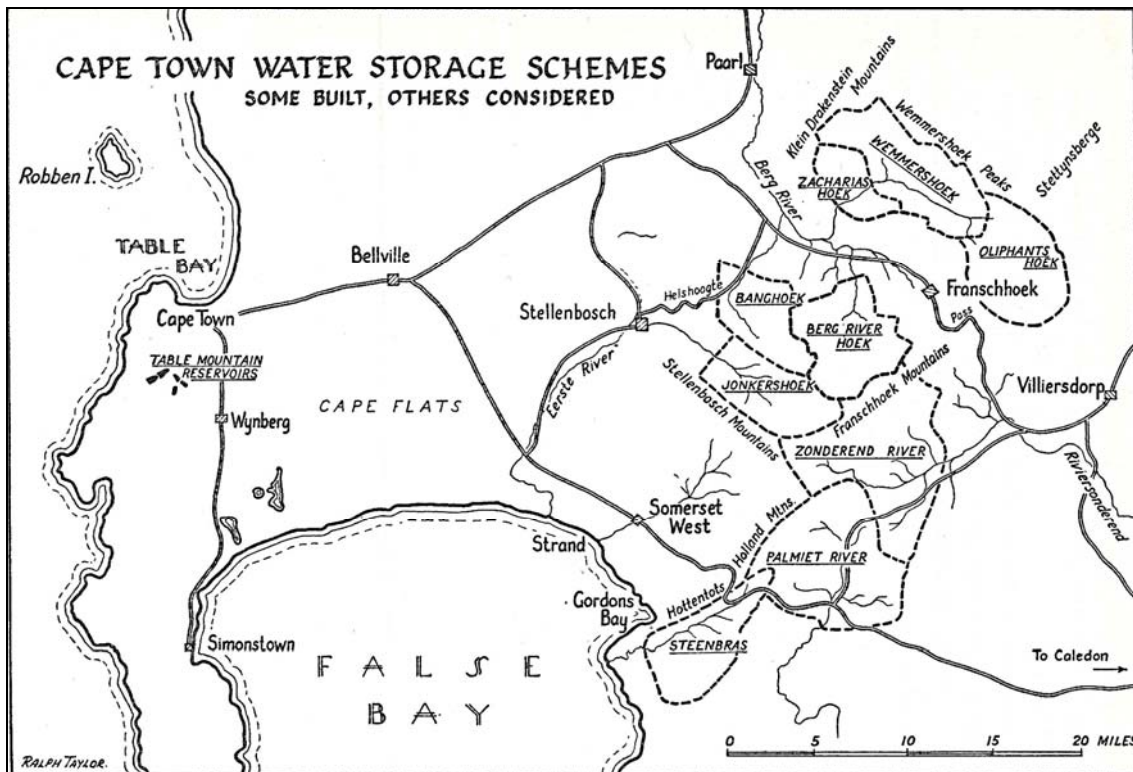 CAPE TOWN WATER STORAGE SCHEMES
SOME BUILT, OTHERS CONSIDERED
Paarl
Klein Drakenstein
Mountains
Wemmershoek
Peaks
Stettynsberge
WEMMERSHOEK
ZACHARIAS
HOEK
Robben I.
Berg River
TABLE
BAY
OLIPHANTS
HOEK
Bellville
Franschhoek
Helshoogte
BANGHOEK
Stellenbosch
BERG RIVER
HOEK
Pass
Cape Town
TABLE MOUNTAIN
RESERVOIRS
Eerste River
JONKERSHOEK
Franschhoek Mountains
Villiersdorp
CAPE FLATS
Wynberg
Stellenbosch Mountains
ZONDEREND RIVER
Riviersonderend
Somerset
West
Strand
Hottentots
Holland Mtns.
PALMIET RIVER
Gordons
Bay
Simonstown
STEENBRAS
FALSE
BAY
To Caledon
0 5 10 15 20 MILES
RALPH TAYLOR.